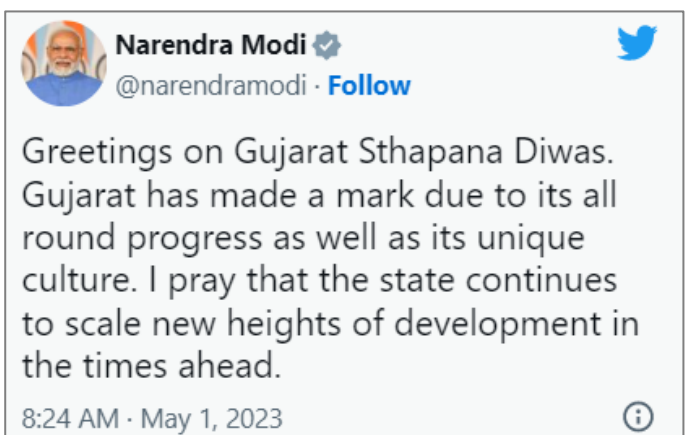 Narendra Modi
@narendramodi · Follow
Greetings on Gujarat Sthapana Diwas.
Gujarat has made a mark due to its all
round progress as well as its unique
culture. I pray that the state continues
to scale new heights of development in
the times ahead.
8:24 AM · May 1, 2023